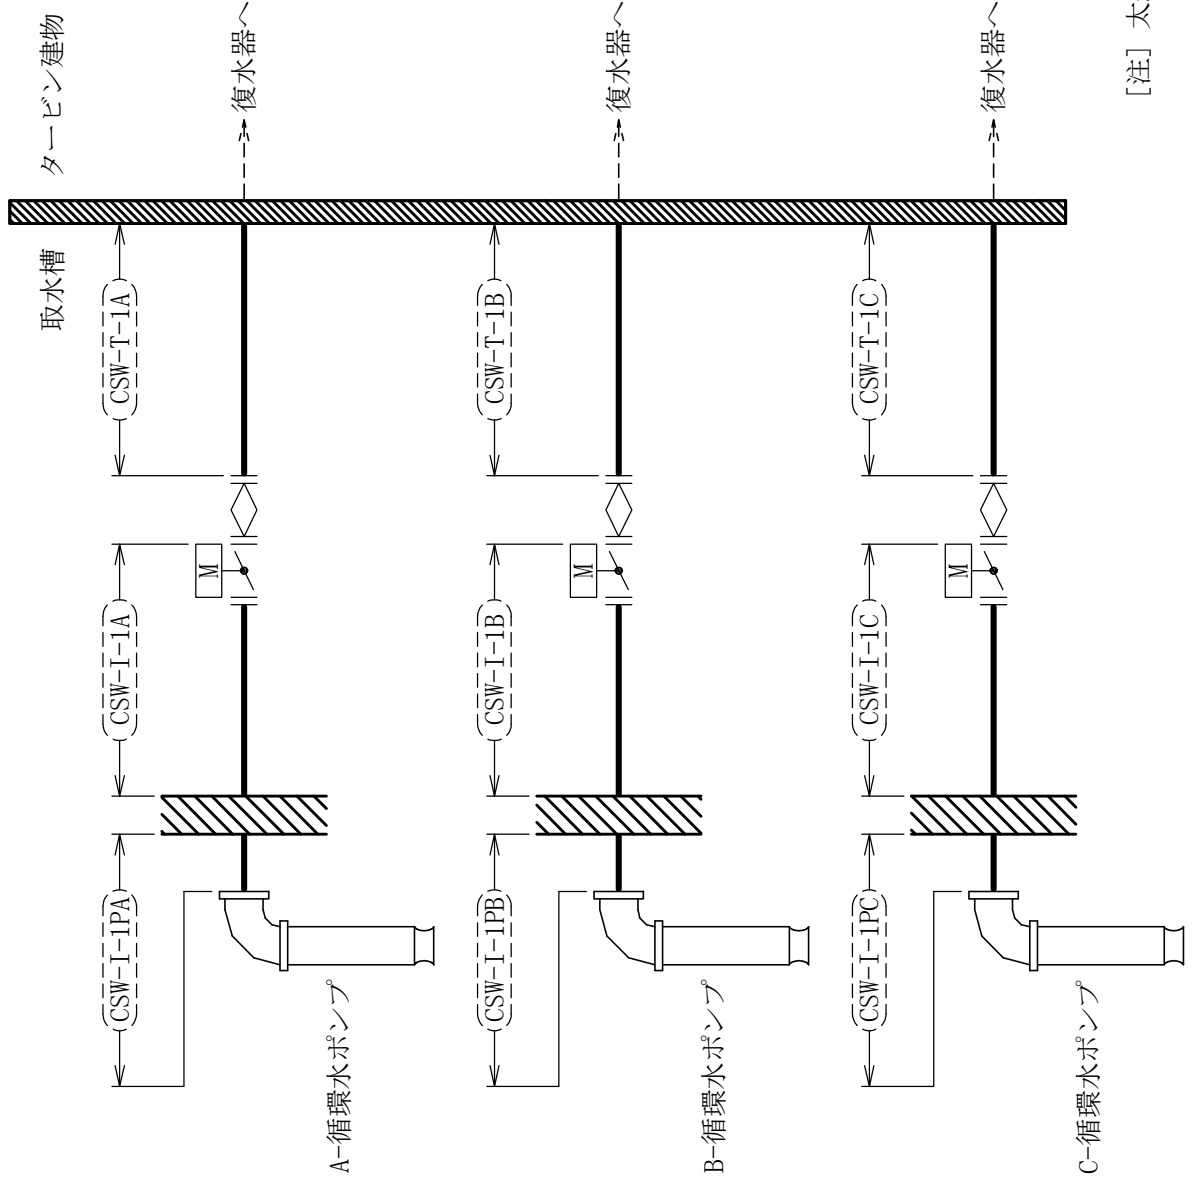 タービン建物
取水槽
CSW-I-1PA
CSW-I-1A
CSW-T-1A
M
復水器へ
A-循環水ポンプ
CSW-I-1PB
CSW-I-1B
CSW-T-1B
M
復水器へ
B-循環水ポンプ
CSW-I-1PC
CSW-I-1C
CSW-T-1C
M
復水器へ
C-循環水ポンプ
[注] 太